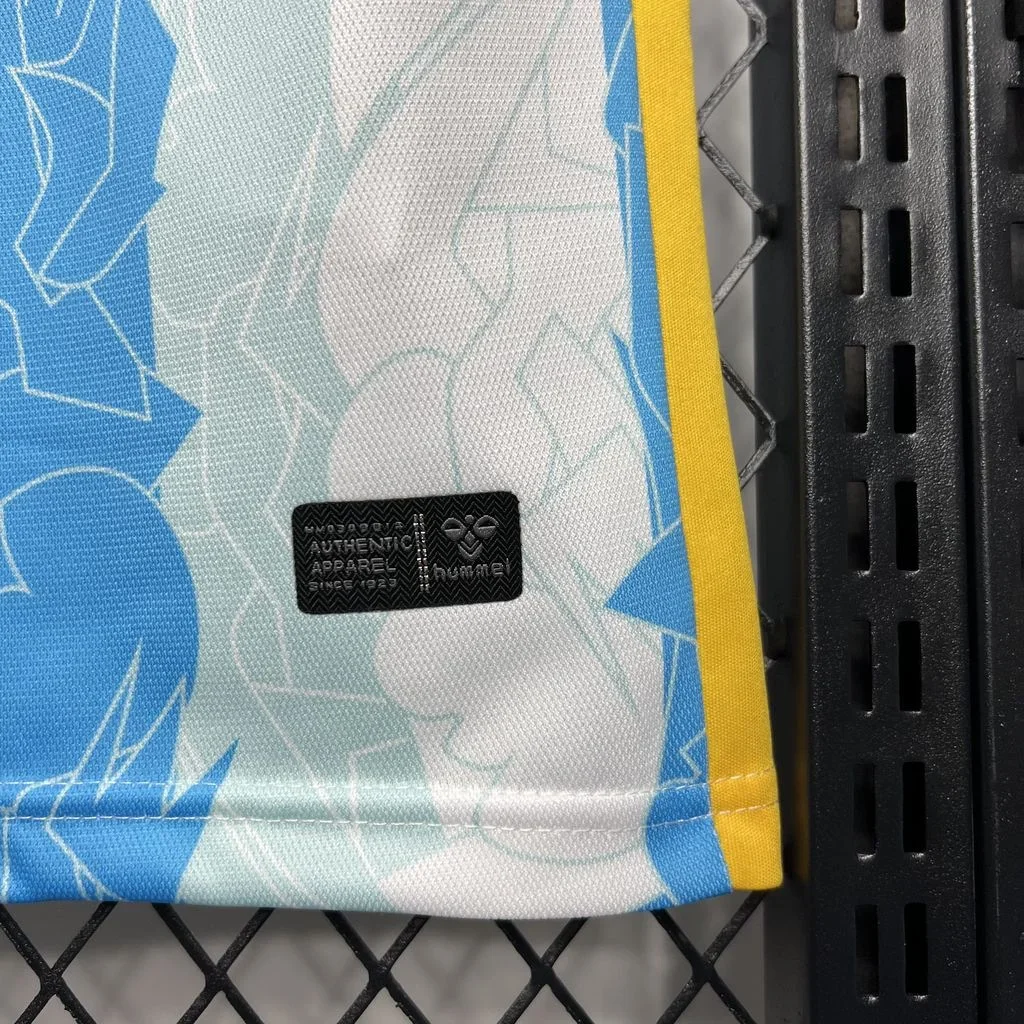 AUTHENTIC
APPAREL
SINCE 1923
hummel